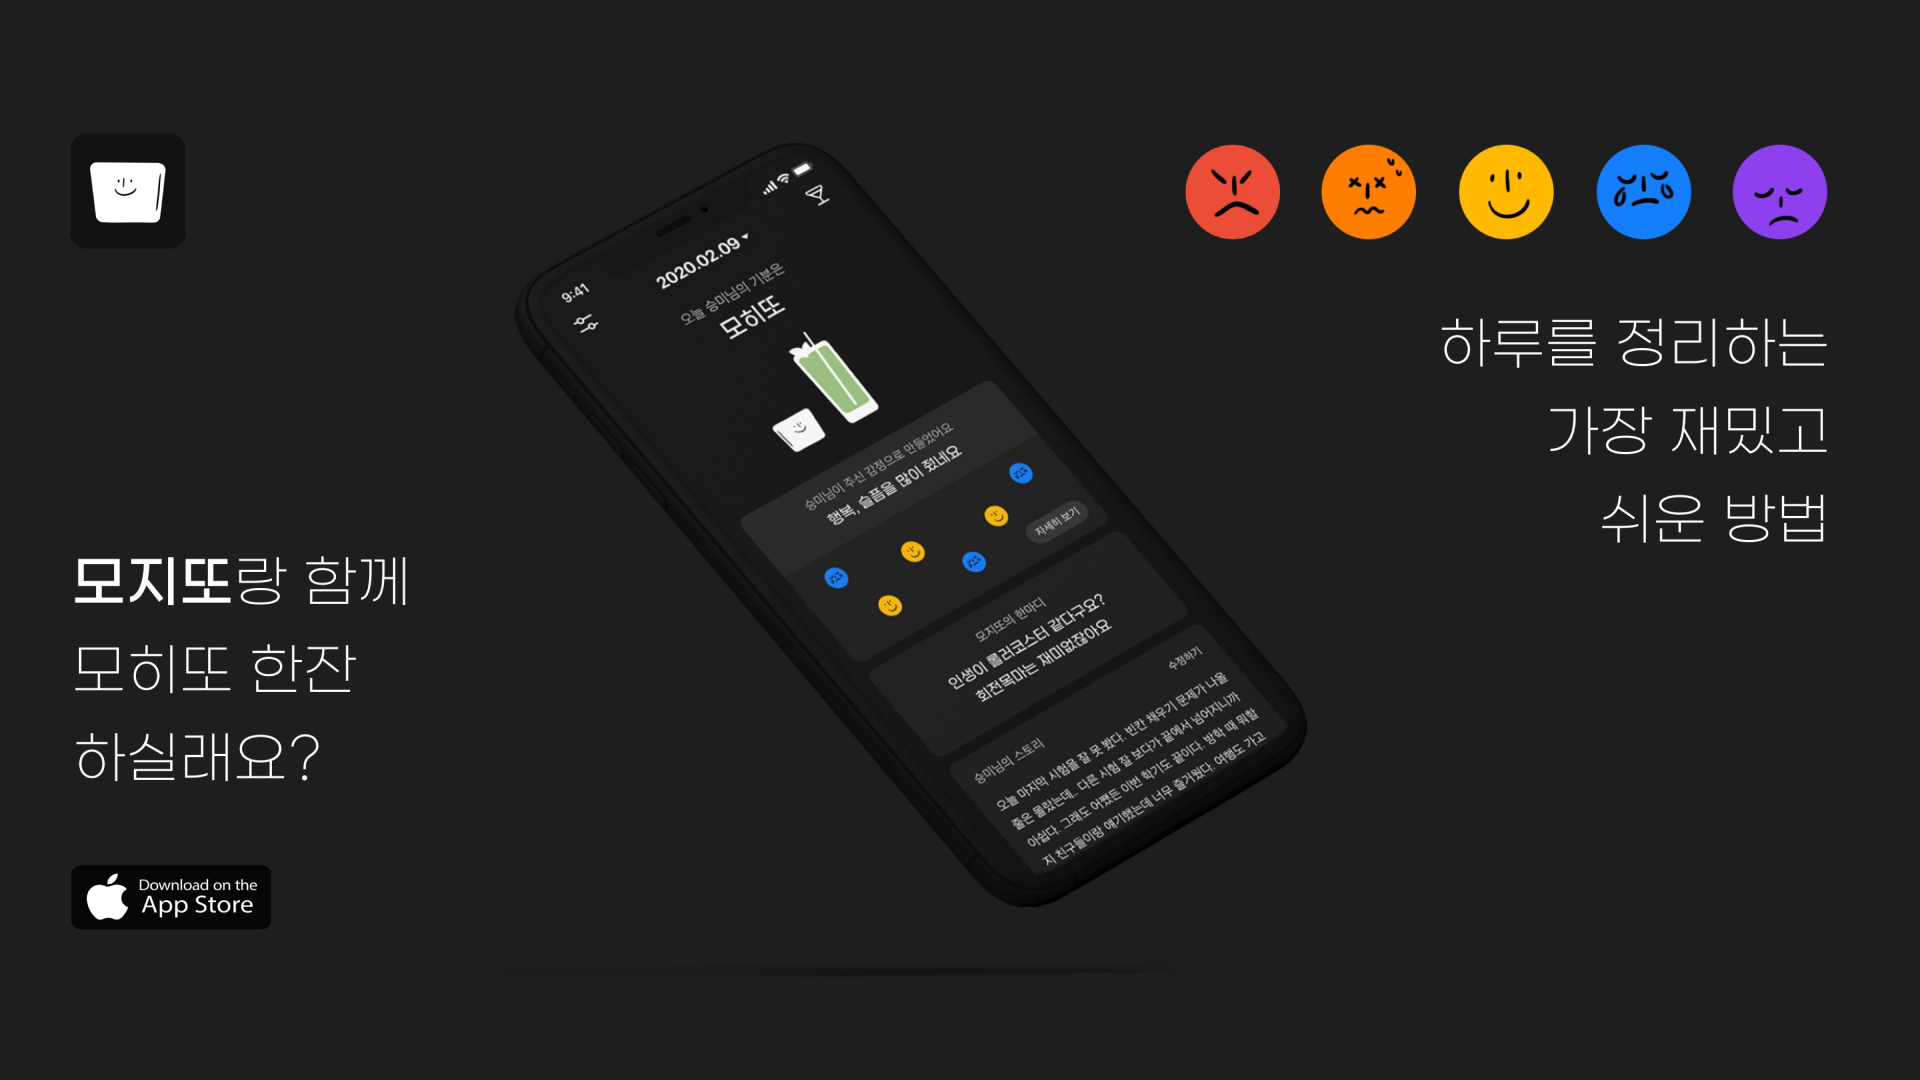 모지또랑 함께
모히또 한잔
하실래요?
Download on the
App Store
9:41
2020.02.09
오늘 승미님의 기분은
모히또
승미님이 주신 감정으로 만들었어요
행복, 슬픔을 많이 줬네요
자세히 보기
모지또의 한마디
인생이 롤러코스터 같다구요?
회전목마는 재미없잖아요
수정하기
승미님의 스토리
오늘 마지막 시험을 잘 못 봤다. 빈칸 채우기 문제가 나올
줄은 몰랐는데.. 다른 시험 잘 보다가 끝에서 넘어지니까
아쉽다. 그래도 어쨌든 이번 학기도 끝이다. 방학 때 뭐할
지 친구들이랑 얘기했는데 너무 즐거웠다. 여행도 가고
하루를 정리하는
가장 재밌고
쉬운 방법